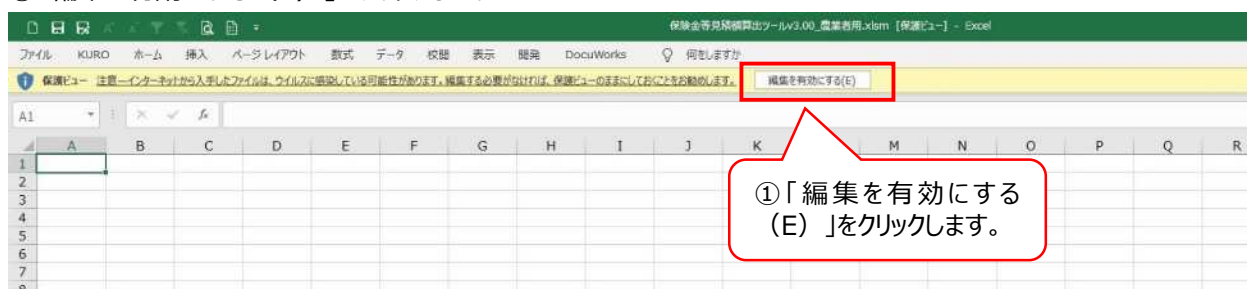 保険金等見積額算出ツールv3.00_農業者用.xlsm [保護ビュー] - Excel
ファイル KURO ホーム 挿入 ページ レイアウト 数式 データ 校閲 表示 開発 DocuWorks 何をしますか
保護ビュー 注意—インターネットから入手したファイルは、ウイルスに感染している可能性があります。編集する必要がなければ、保護ビューのままにしておくことをお勧めします。 編集を有効にする(E)
A1 fx
A B C D E F G H I J K M N O P Q R
1
2
3
4
5
6
7
①「編集を有効にする
（E）」をクリックします。